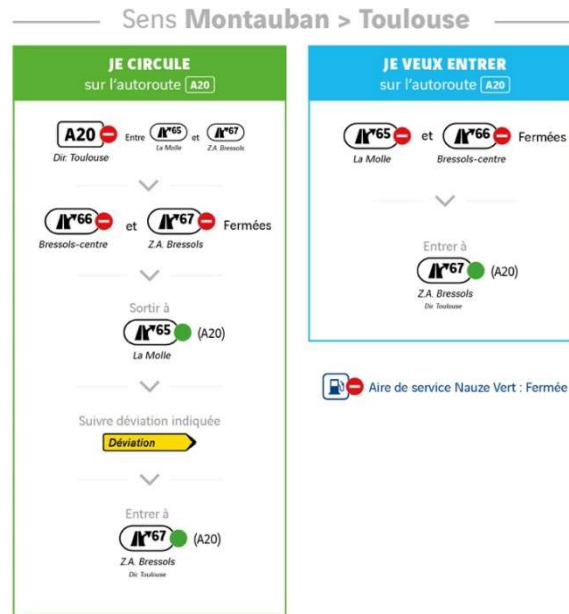 Sens Montauban > Toulouse
JE CIRCULE
sur l'autoroute A20
A20 Entre 65 et 67
Dir. Toulouse La Molle Z.A. Bressols
66 et 67 Fermées
Bressols-centre Z.A. Bressols
Sortir à
65 (A20)
La Molle
Suivre déviation indiquée
Déviation
Entrer à
67 (A20)
Z.A. Bressols
Dir. Toulouse
JE VEUX ENTRER
sur l'autoroute A20
65 et 66 Fermées
La Molle Bressols-centre
Entrer à
67 (A20)
Z.A. Bressols
Dir. Toulouse
Aire de service Nauze Vert : Fermée